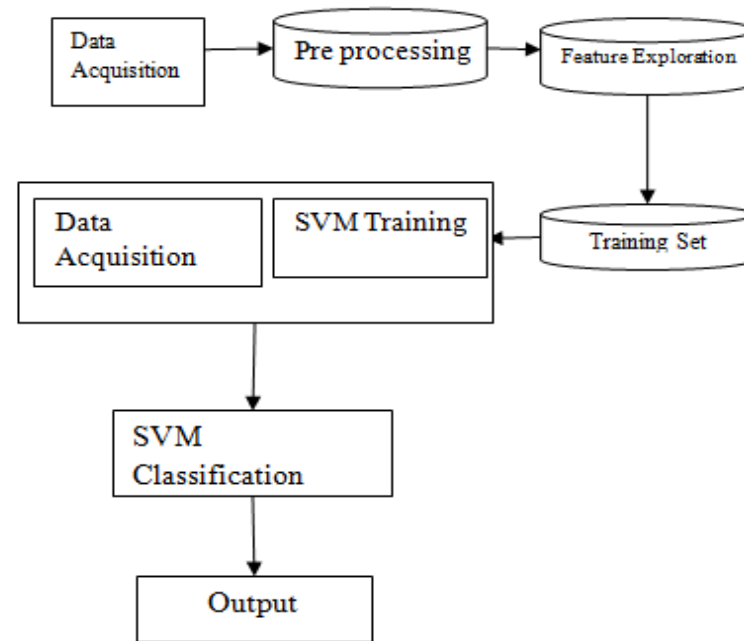 Data
Acquisition
Pre processing
Feature Exploration
Data
Acquisition
SVM Training
Training Set
SVM
Classification
Output